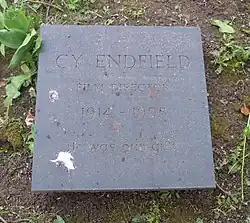 CY ENDFIELD
FILM DIRECTOR
1914 - 1995